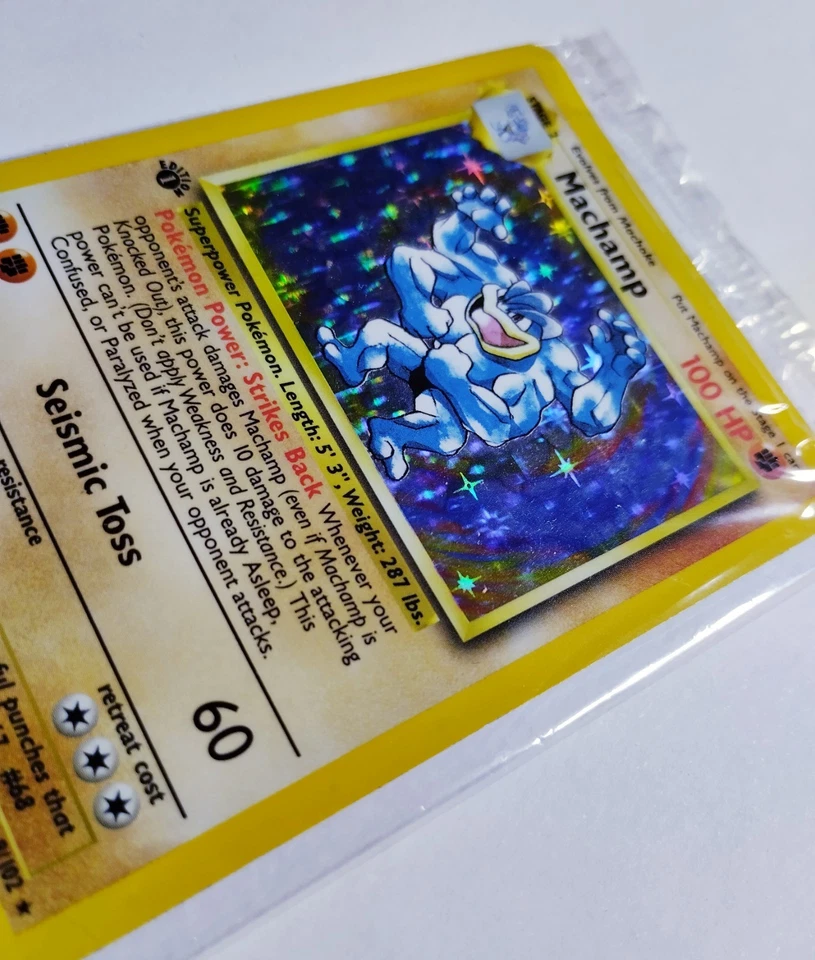 Evolves from Machoke
Put Machamp on the Stage 1
Machamp
100 HP
EDITION
1
Superpower Pokémon. Length: 5' 3", Weight: 287 lbs.
Pokémon Power: Strikes Back Whenever your
opponent's attack damages Machamp (even if Machamp is
Knocked Out), this power does 10 damage to the attacking
Pokémon. (Don't apply Weakness and Resistance.) This
power can't be used if Machamp is already Asleep,
Confused, or Paralyzed when your opponent attacks.
Seismic Toss 60
resistance
retreat cost
punches that
#68
/102